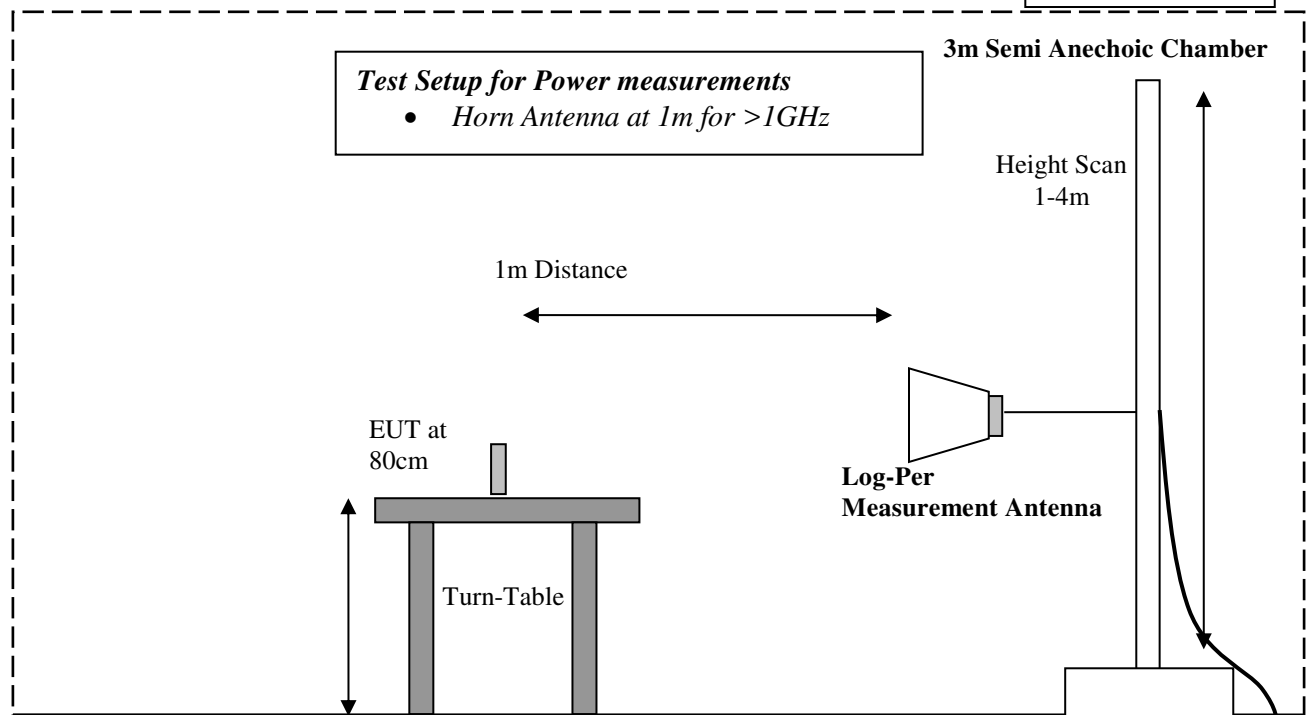 3m Semi Anechoic Chamber
Test Setup for Power measurements
• Horn Antenna at 1m for >1GHz
Height Scan
1-4m
1m Distance
EUT at
80cm
Log-Per
Measurement Antenna
Turn-Table